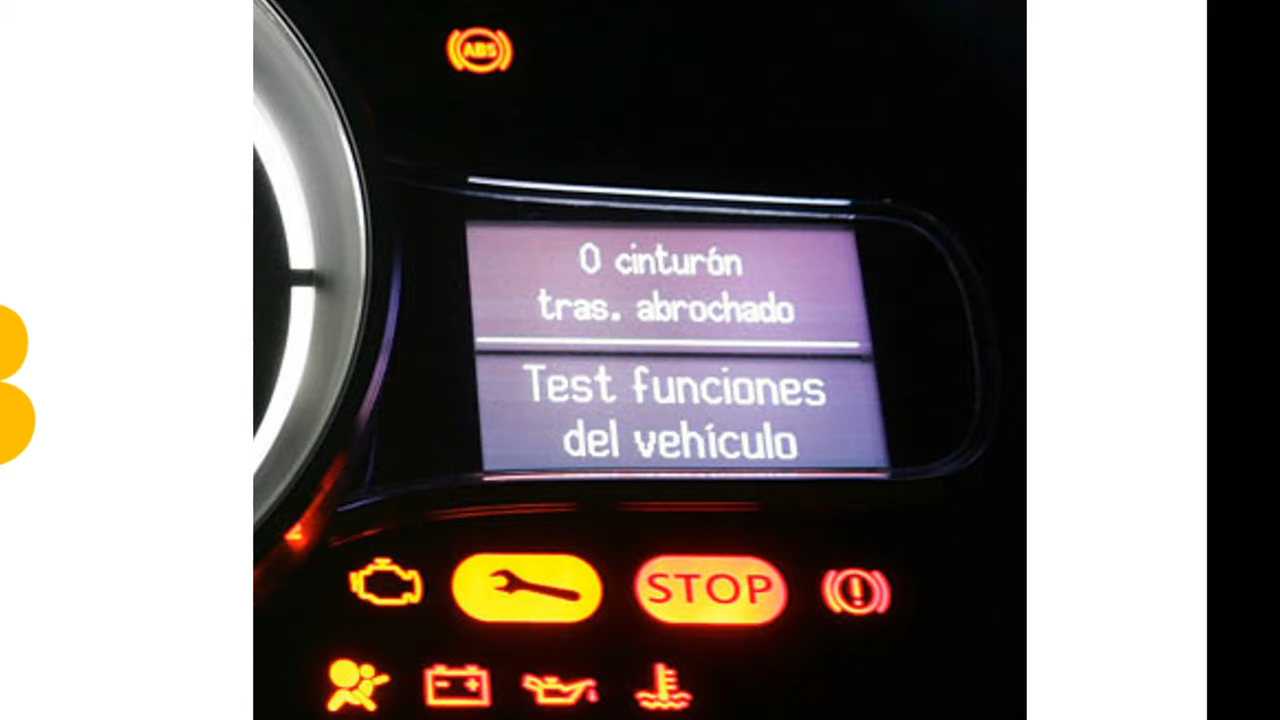 ABS
0 cinturón
tras. abrochado
Test funciones
del vehículo
STOP